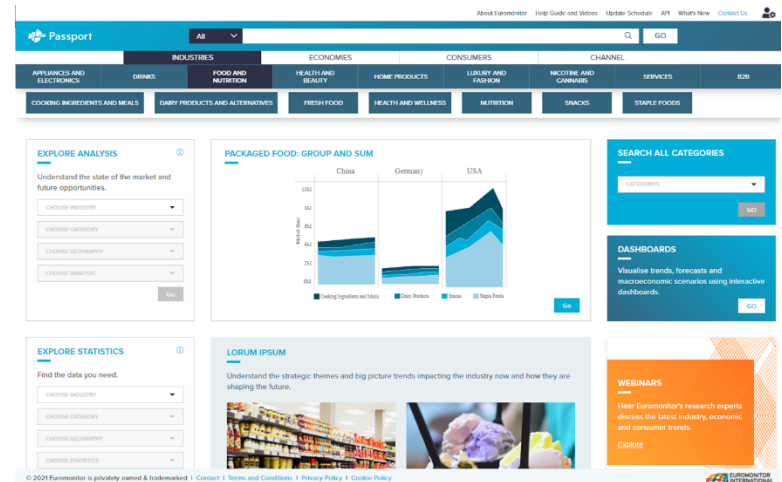 About Euromonitor Help Guide and Videos Update Schedule API What's New Contact Us
Passport All GO
INDUSTRIES ECONOMIES CONSUMERS CHANNEL
APPLIANCES AND ELECTRONICS
DRINKS
FOOD AND NUTRITION
HEALTH AND BEAUTY
HOME PRODUCTS
LUXURY AND FASHION
NICOTINE AND CANNABIS
SERVICES
B2B
COOKING INGREDIENTS AND MEALS DAIRY PRODUCTS AND ALTERNATIVES FRESH FOOD HEALTH AND WELLNESS NUTRITION SNACKS STAPLE FOODS
EXPLORE ANALYSIS
Understand the state of the market and
future opportunities.
CHOOSE INDUSTRY
CHOOSE CATEGORY
CHOOSE GEOGRAPHY
CHOOSE ANALYSIS
Go
PACKAGED FOOD: GROUP AND SUM
China Germany USA
Market Sizes
10M
8M
6M
4M
2M
0M
Cooking Ingredients and Meals Dairy Products Snacks Staple Foods
Go
SEARCH ALL CATEGORIES
CATEGORIES
GO
DASHBOARDS
Visualise trends, forecasts and
macroeconomic scenarios using interactive
dashboards.
GO
EXPLORE STATISTICS
Find the data you need.
CHOOSE INDUSTRY
CHOOSE CATEGORY
CHOOSE GEOGRAPHY
CHOOSE STATISTICS
LORUM IPSUM
Understand the strategic themes and big picture trends impacting the industry now and how they are
shaping the future.
WEBINARS
Hear Euromonitor's research experts
discuss the latest industry, economic
and consumer trends.
Explore
© 2021 Euromonitor is privately owned & trademarked | Contact | Terms and Conditions | Privacy Policy | Cookie Policy
EUROMONITOR
INTERNATIONAL